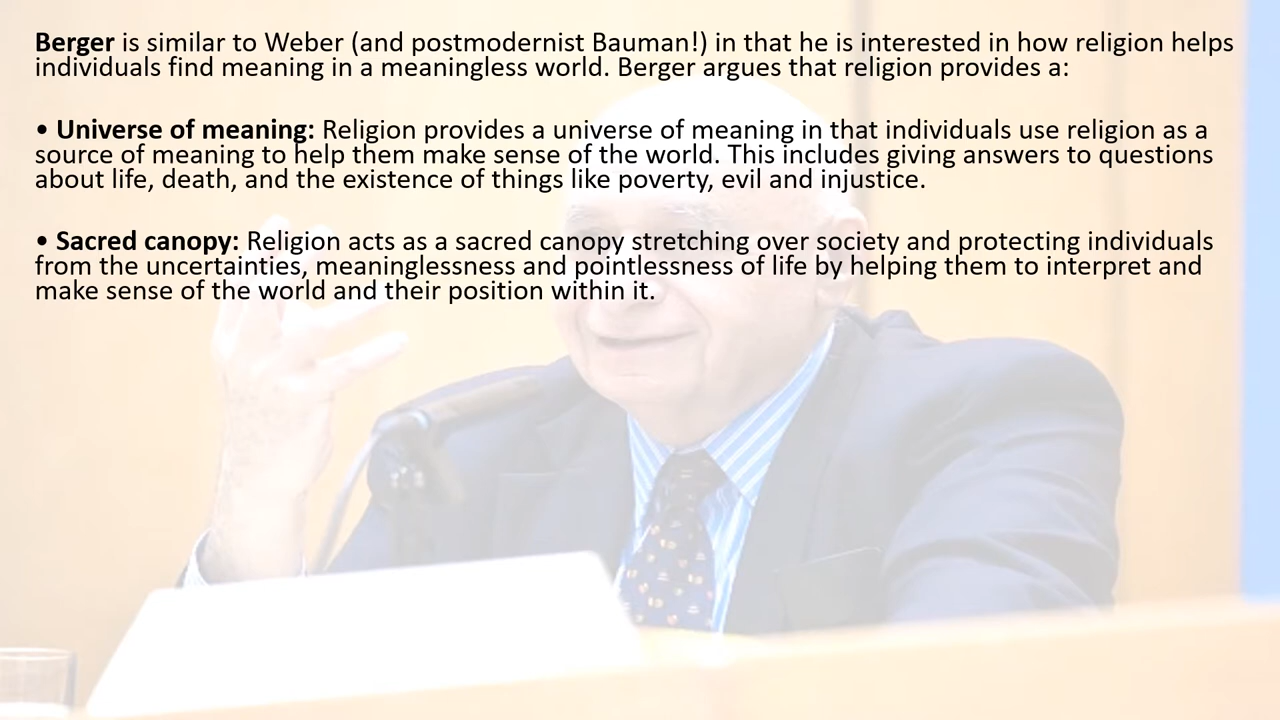 Berger is similar to Weber (and postmodernist Bauman!) in that he is interested in how religion helps
individuals find meaning in a meaningless world. Berger argues that religion provides a:
• Universe of meaning: Religion provides a universe of meaning in that individuals use religion as a
source of meaning to help them make sense of the world. This includes giving answers to questions
about life, death, and the existence of things like poverty, evil and injustice.
• Sacred canopy: Religion acts as a sacred canopy stretching over society and protecting individuals
from the uncertainties, meaninglessness and pointlessness of life by helping them to interpret and
make sense of the world and their position within it.